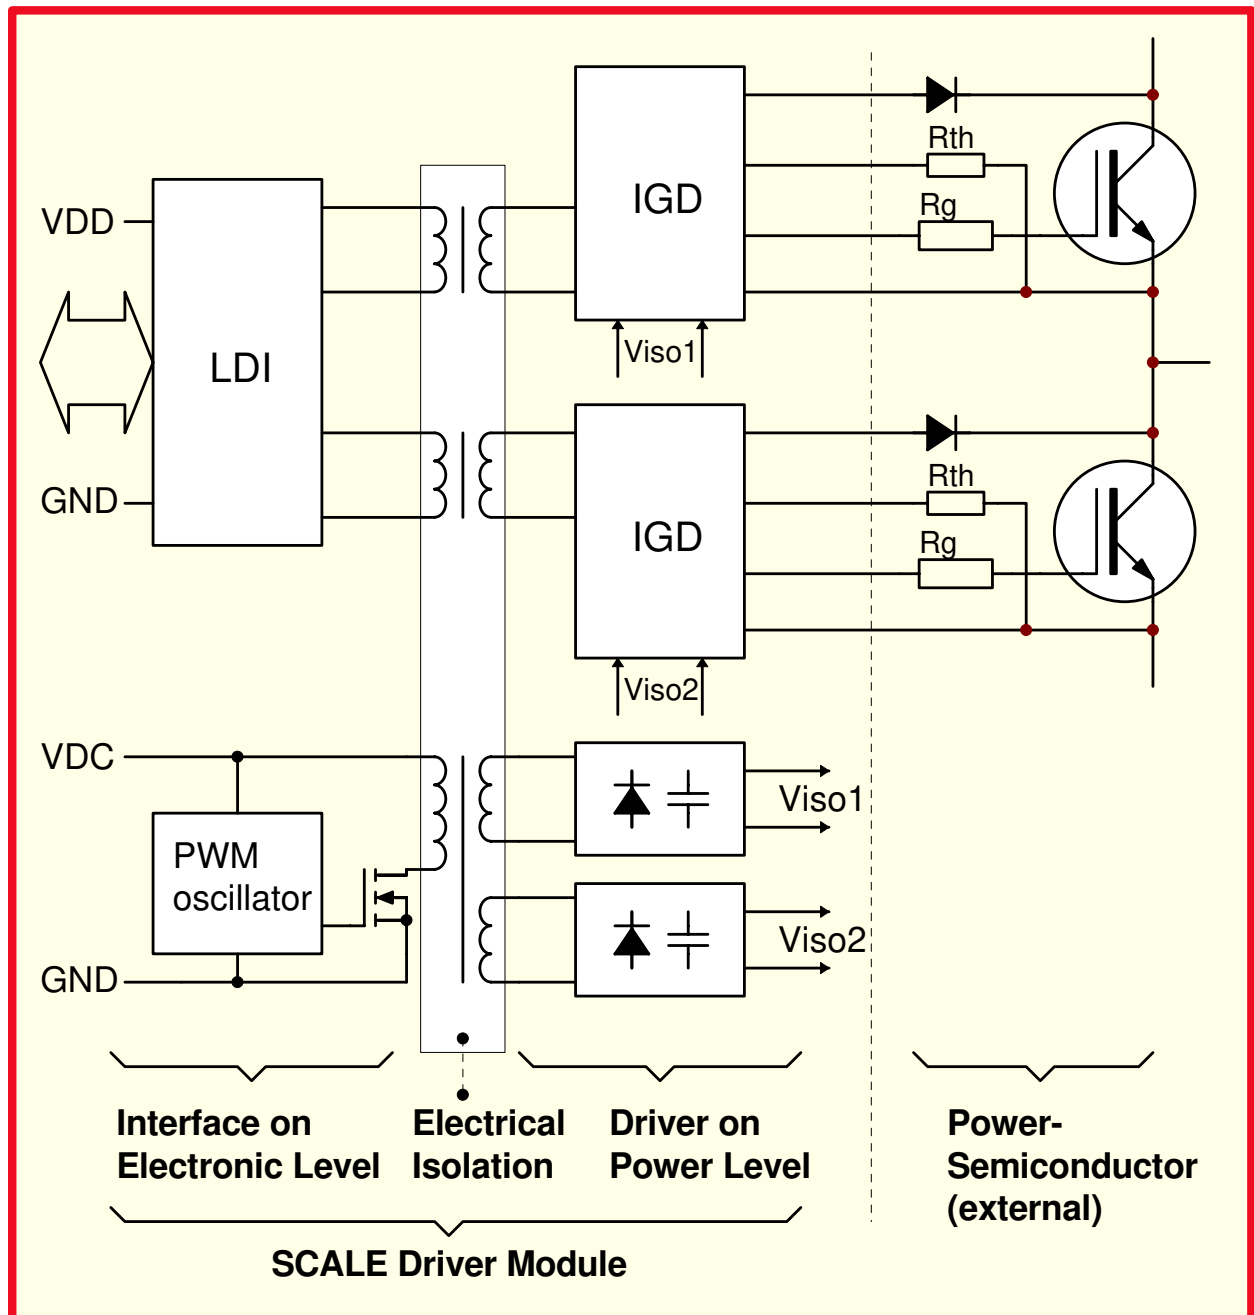 Rth
IGD
Rg
VDD
Viso1
LDI
Rth
GND
IGD
Rg
Viso2
VDC
Viso1
PWM
oscillator
Viso2
GND
Interface on
Electronic Level
Electrical
Isolation
Driver on
Power Level
Power-
Semiconductor
(external)
SCALE Driver Module